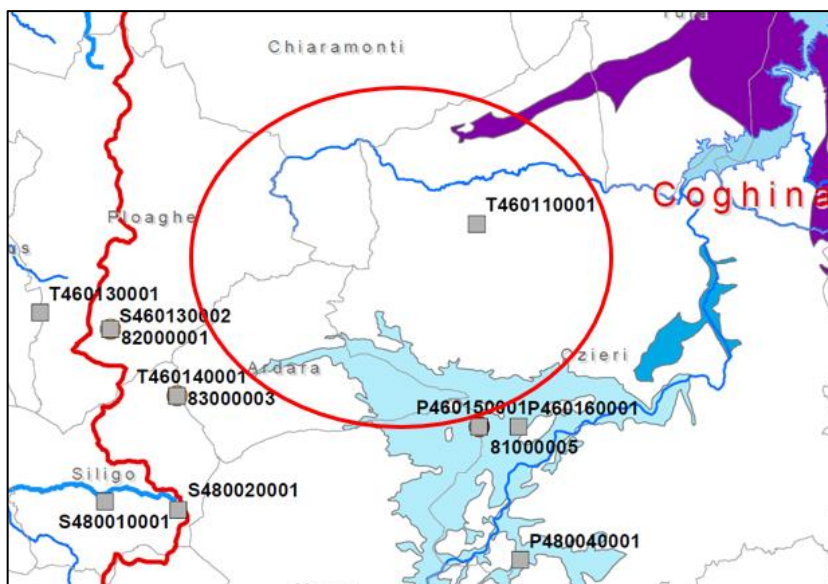 Chiaramonti
T460110001
Coghina
Ploaghe
T460130001
S460130002
82000001
Ozieri
Ardara
T460140001
83000003
P460150001
P460160001
81000005
Siligo
S480020001
S480010001
P480040001